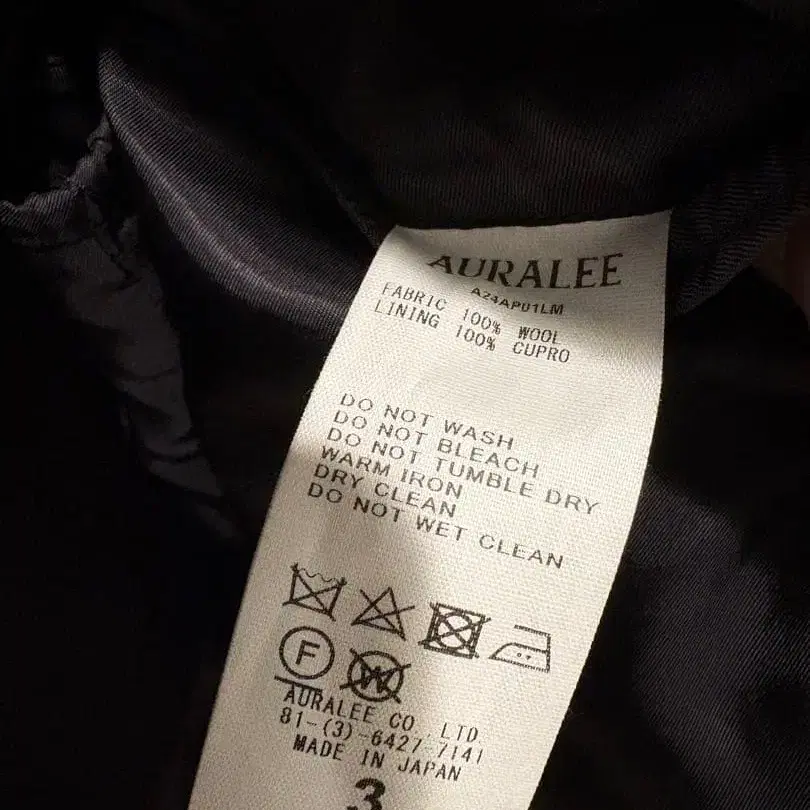 AURALEE
A24AP01LM
FABRIC 100% WOOL
LINING 100% CUPRO
DO NOT WASH
DO NOT BLEACH
DO NOT TUMBLE DRY
WARM IRON
DRY CLEAN
DO NOT WET CLEAN
F W
AURALEE CO., LTD.
81-(3)-6427-7141
MADE IN JAPAN
3